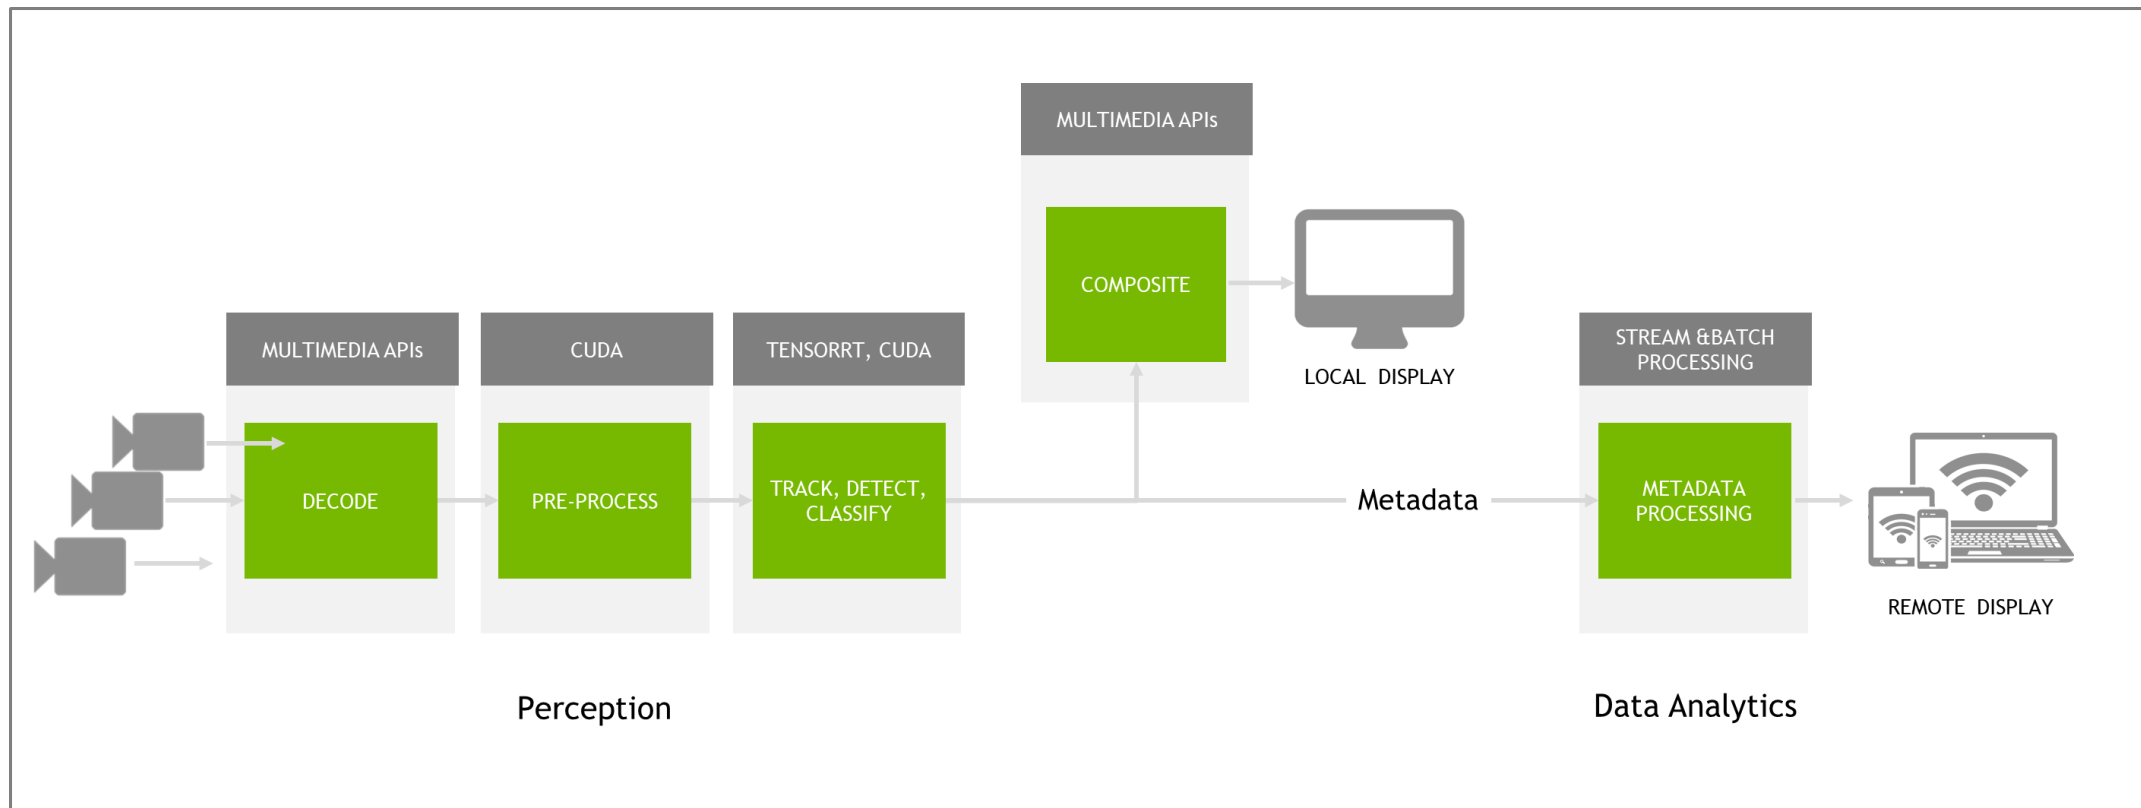 MULTIMEDIA APIs
COMPOSITE
LOCAL DISPLAY
MULTIMEDIA APIs
DECODE
CUDA
PRE-PROCESS
TENSORRT, CUDA
TRACK, DETECT,
CLASSIFY
Metadata
STREAM &BATCH
PROCESSING
METADATA
PROCESSING
REMOTE DISPLAY
Perception
Data Analytics